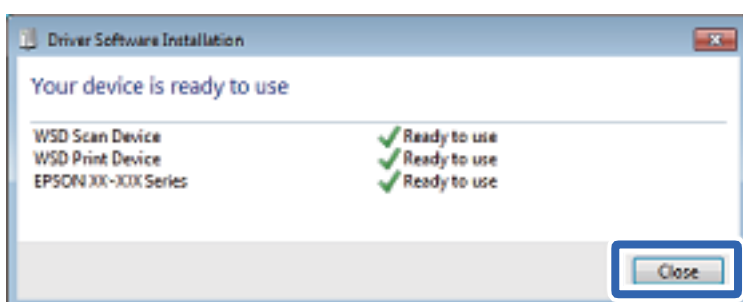 Driver Software Installation
Your device is ready to use
WSD Scan Device Ready to use
WSD Print Device Ready to use
EPSON XX-XXX Series Ready to use
Close